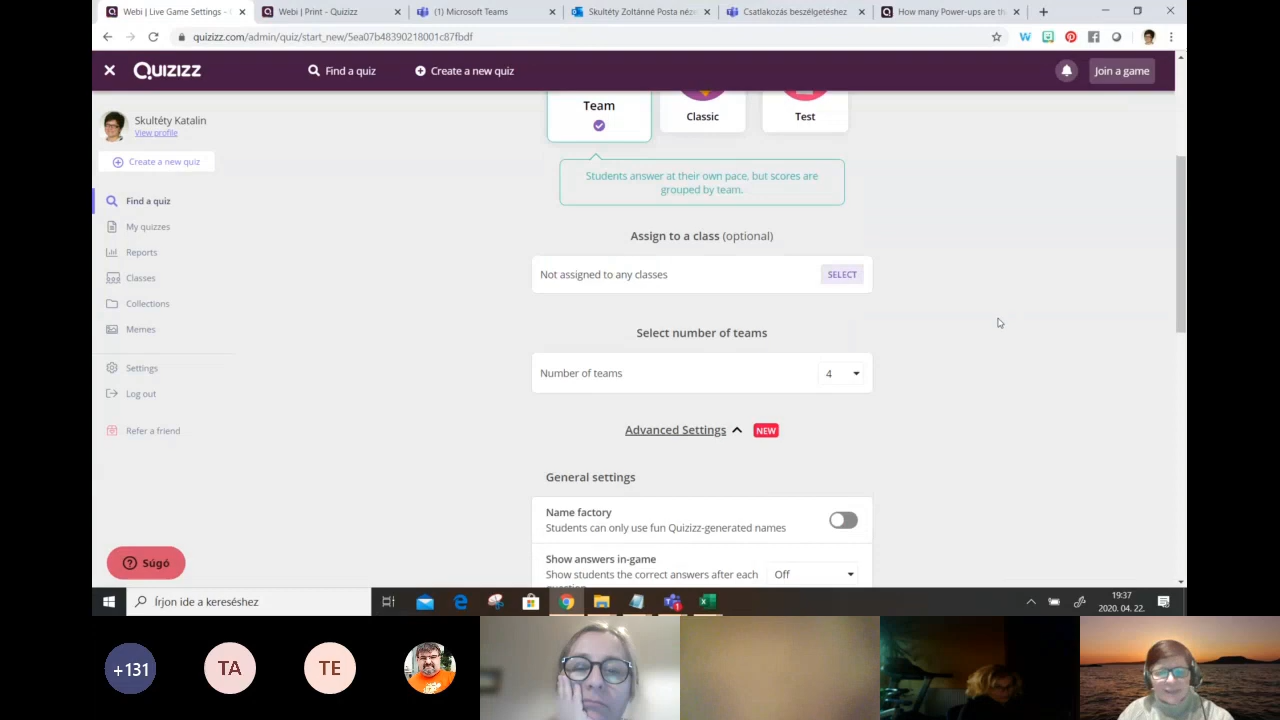 Webi | Live Game Settings - C
Webi | Print - Quizizz
(1) Microsoft Teams
Skultéty Zoltánné Posta néze
Csatlakozás beszélgetéshez
How many Power-ups are th
quizizz.com/admin/quiz/start_new/5ea07b48390218001c87fbdf
QUIZIZZ
Find a quiz
Create a new quiz
Join a game
Skultéty Katalin
View profile
Create a new quiz
Find a quiz
My quizzes
Reports
Classes
Collections
Memes
Settings
Log out
Refer a friend
Súgó
Team
Classic
Test
Students answer at their own pace, but scores are
grouped by team.
Assign to a class (optional)
Not assigned to any classes
SELECT
Select number of teams
Number of teams
4
Advanced Settings
NEW
General settings
Name factory
Students can only use fun Quizizz-generated names
Show answers in-game
Show students the correct answers after each
question
Off
Írjon ide a kereséshez
19:37
2020. 04. 22.
+131
TA
TE